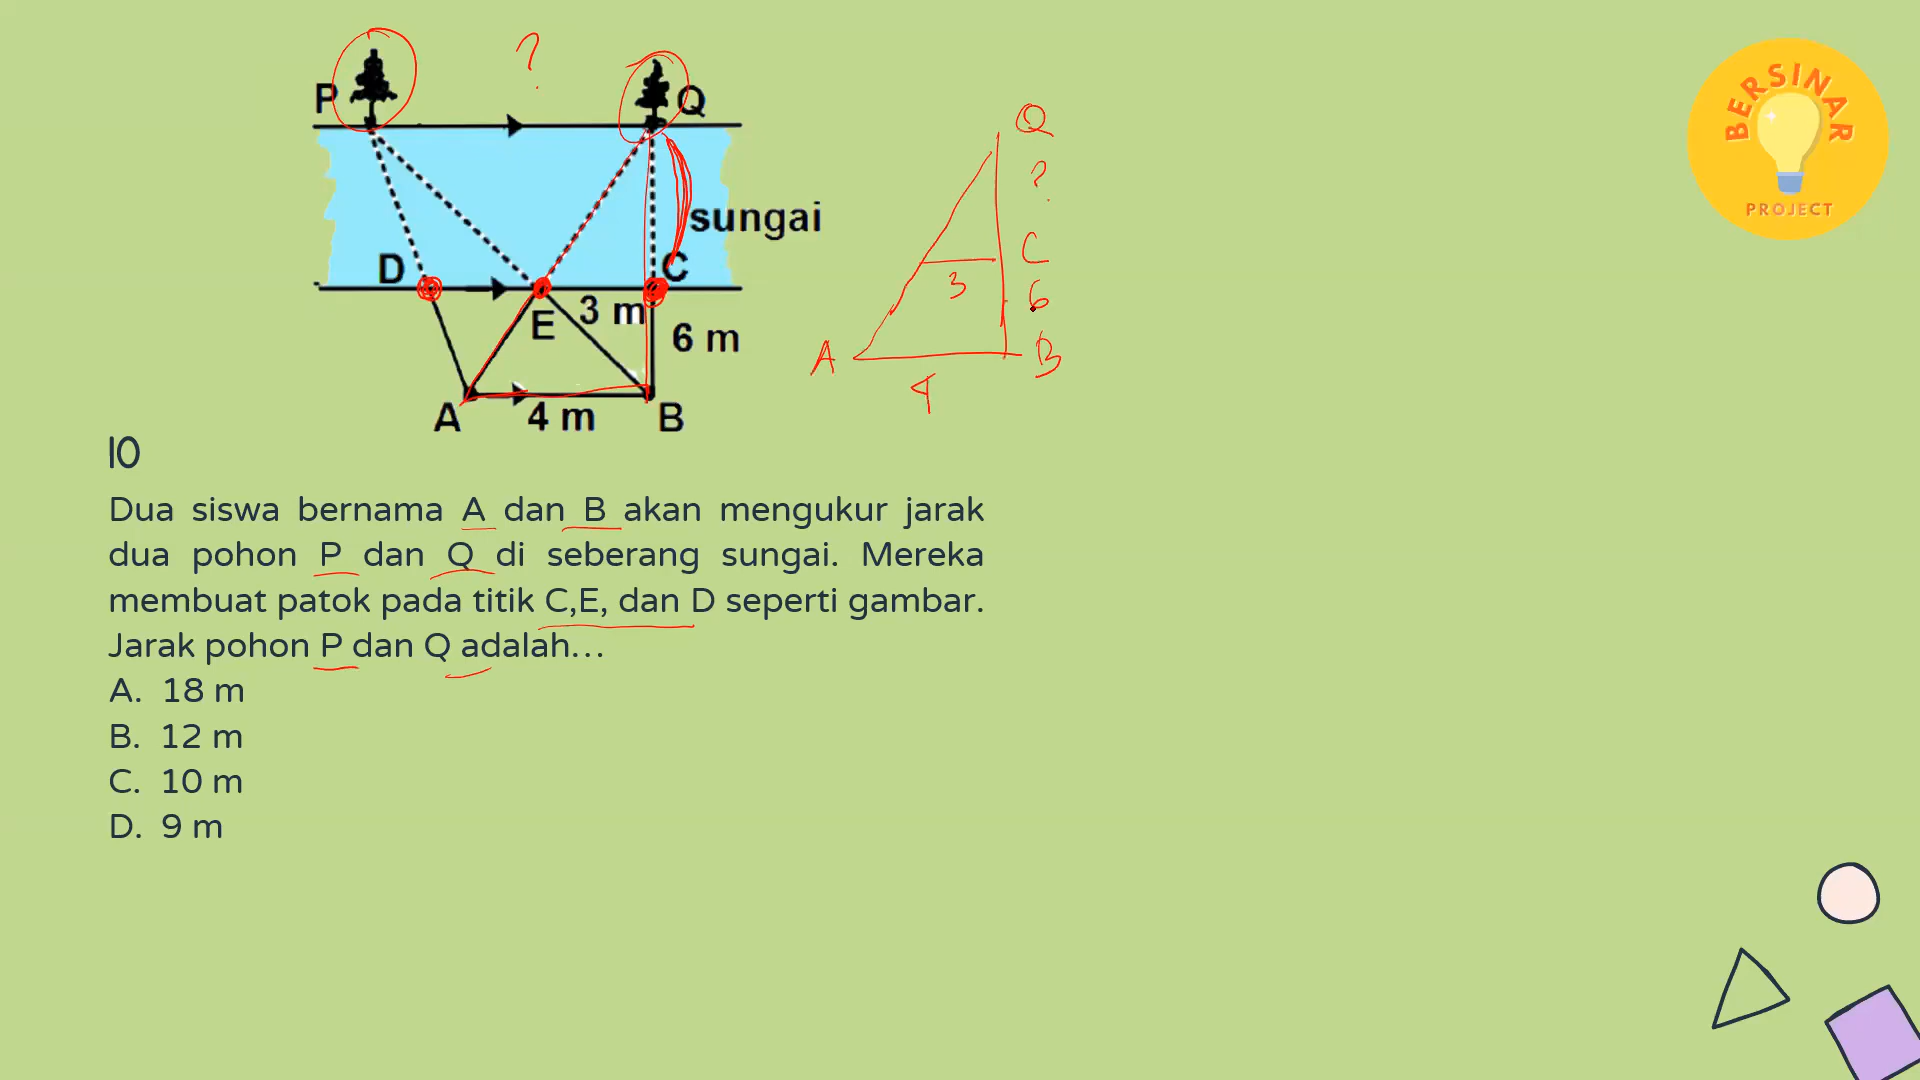 ?
P
Q
sungai
D
C
E
3 m
6 m
A
4 m
B
Q
?
C
3
6
A
B
4
BERSINAR
PROJECT
10
Dua siswa bernama A dan B akan mengukur jarak
dua pohon P dan Q di seberang sungai. Mereka
membuat patok pada titik C,E, dan D seperti gambar.
Jarak pohon P dan Q adalah...
A. 18 m
B. 12 m
C. 10 m
D. 9 m